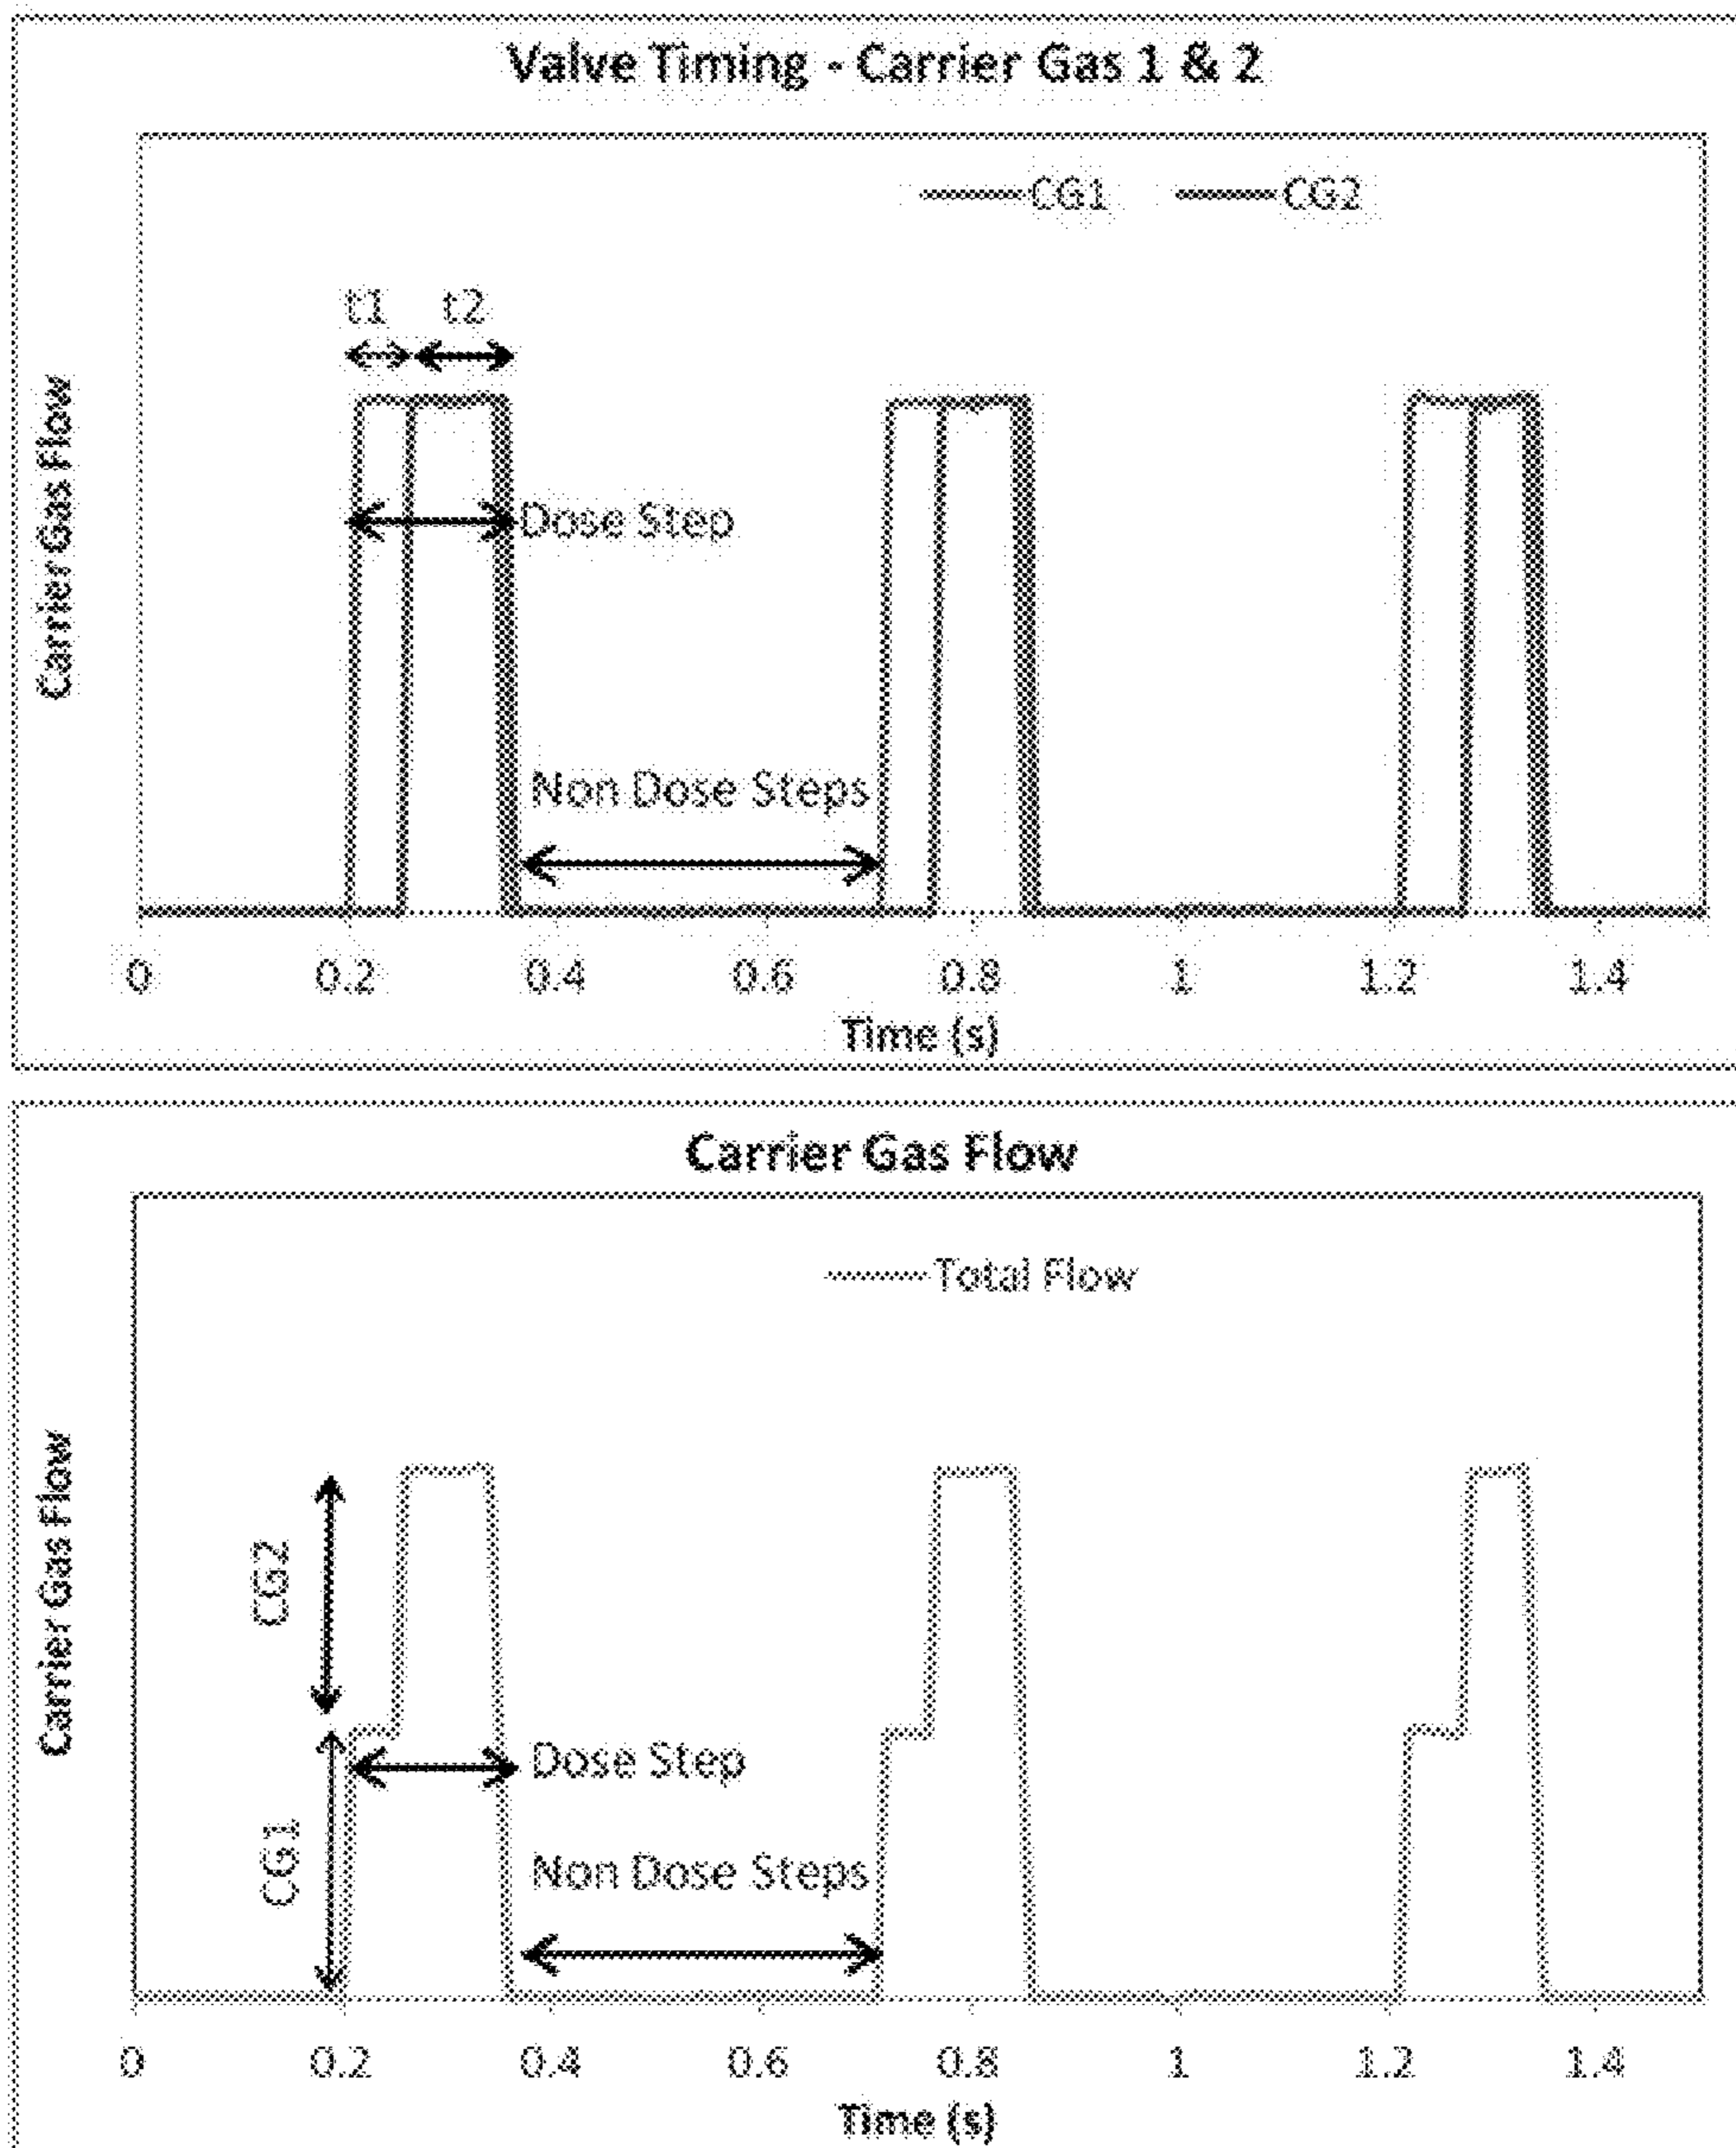 Valve Timing - Carrier Gas 1 & 2
CG1 CG2
t1 t2
Carrier Gas Flow
Dose Step
Non Dose Steps
0 0.2 0.4 0.6 0.8 1 1.2 1.4
Time (s)
Carrier Gas Flow
Total Flow
Carrier Gas Flow
CG2
Dose Step
CG1
Non Dose Steps
0 0.2 0.4 0.6 0.8 1 1.2 1.4
Time (s)